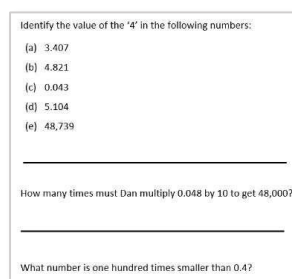 Identify the value of the ‘4’ in the following numbers:
(a) 3.407
(b) 4.821
(c) 0.043
(d) 5.104
(e) 48,739
How many times must Dan multiply 0.048 by 10 to get 48,000?
What number is one hundred times smaller than 0.4?